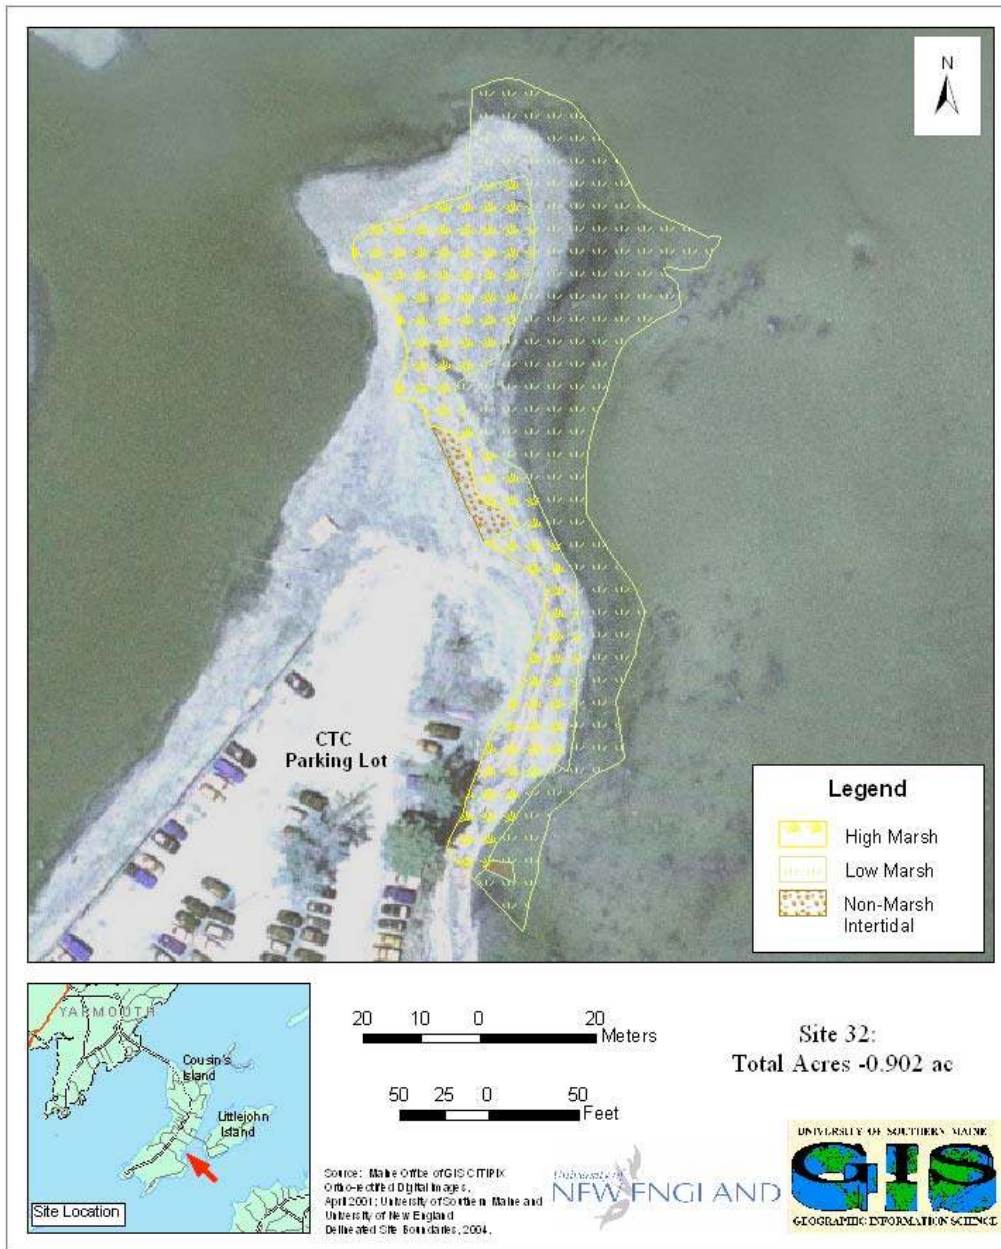 N
CTC
Parking Lot
Legend
High Marsh
Low Marsh
Non-Marsh
Intertidal
YARMOUTH
Cousin's
Island
Littlejohn
Island
Site Location
20 10 0 20
Meters
50 25 0 50
Feet
Site 32:
Total Acres -0.902 ac
Source: Maine Office of GIS CITIPIX
Ortho-rectified Digital Images,
April 2001; University of Southern Maine and
University of New England
Delineated Site Boundaries, 2004.
University of
NEW ENGLAND
UNIVERSITY OF SOUTHERN MAINE
GIS
GEOGRAPHIC INFORMATION SCIENCE